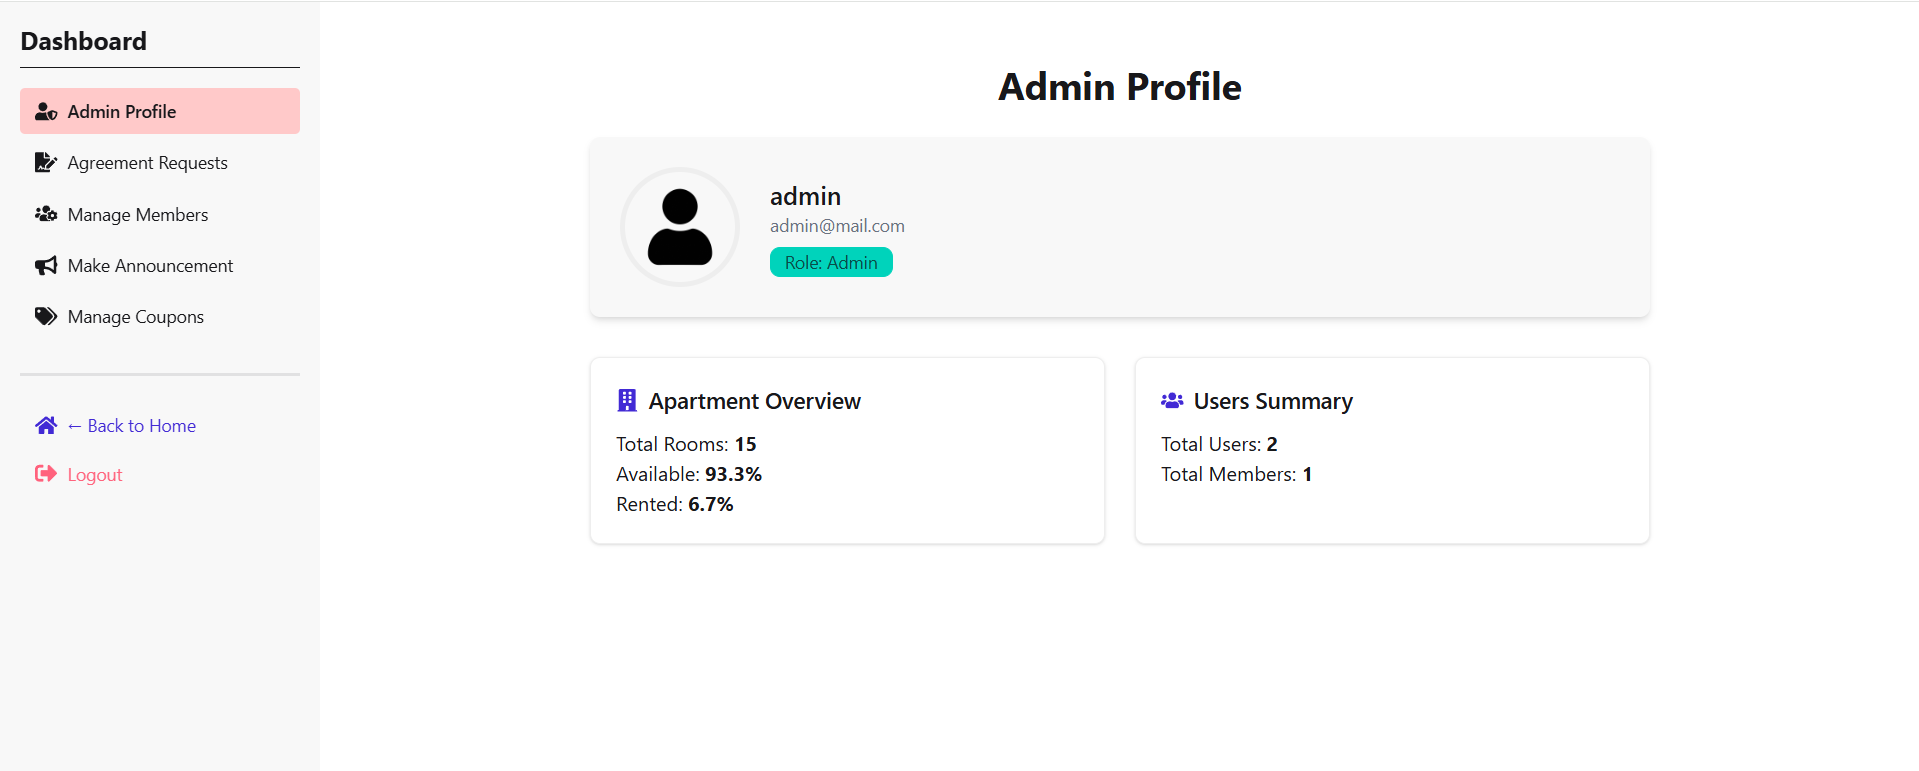 Dashboard
Admin Profile
Agreement Requests
Manage Members
Make Announcement
Manage Coupons
← Back to Home
Logout
Admin Profile
admin
admin@mail.com
Role: Admin
Apartment Overview
Total Rooms: 15
Available: 93.3%
Rented: 6.7%
Users Summary
Total Users: 2
Total Members: 1